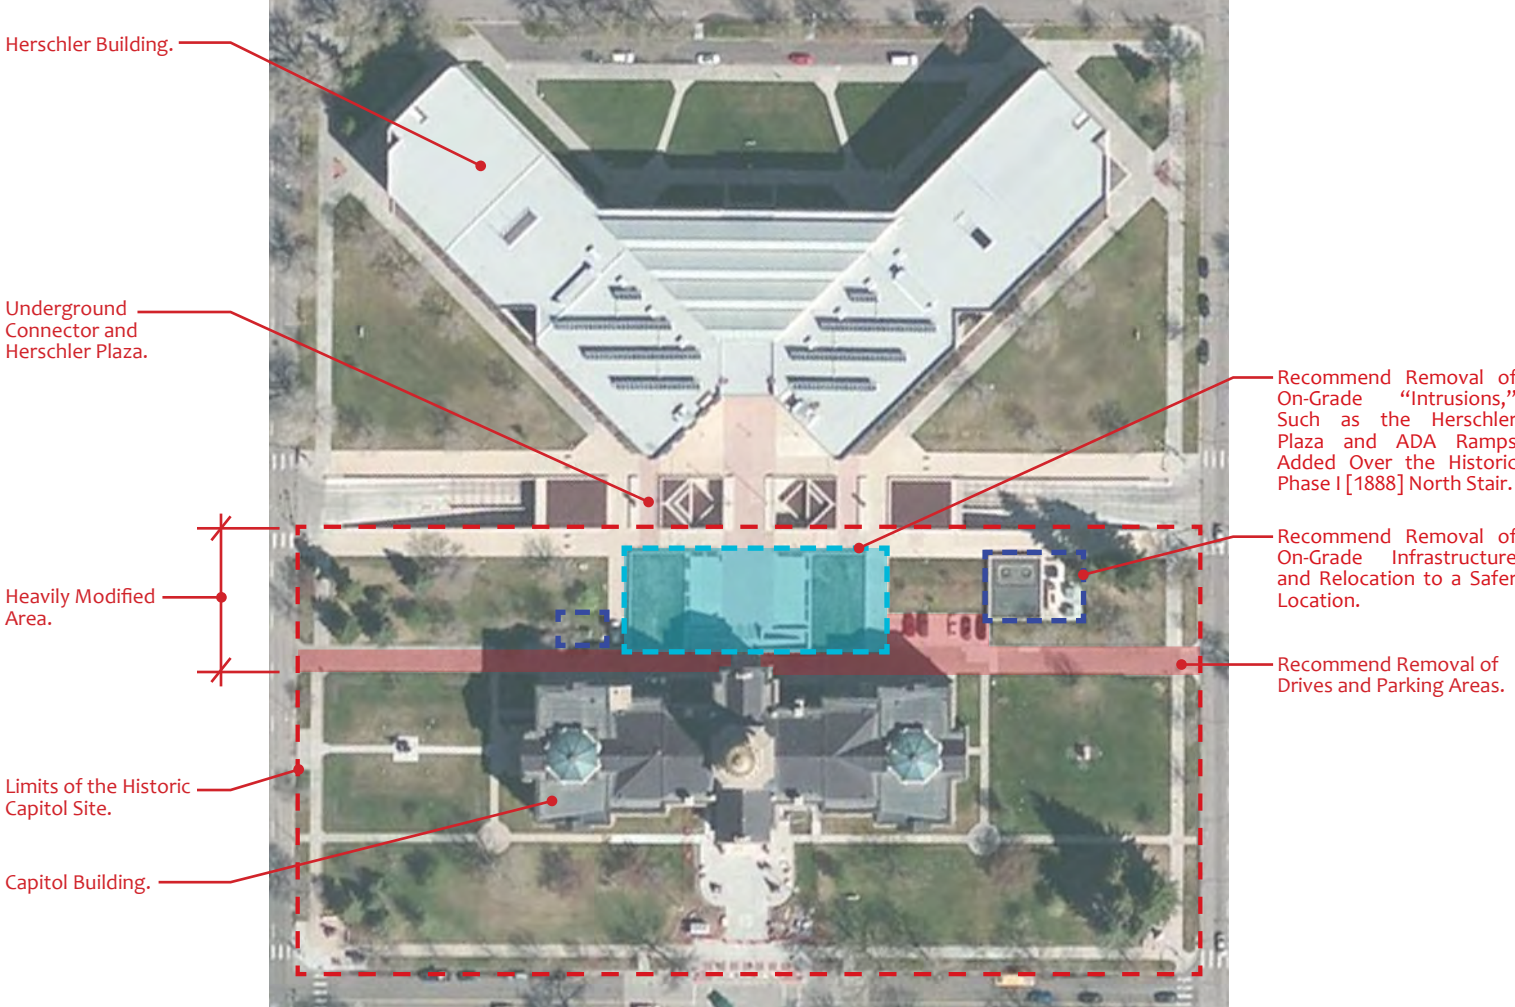 Herschler Building.
Underground
Connector and
Herschler Plaza.
Heavily Modified
Area.
Limits of the Historic
Capitol Site.
Capitol Building.
Recommend Removal of
On-Grade “Intrusions,”
Such as the Herschler
Plaza and ADA Ramps
Added Over the Historic
Phase I [1888] North Stair.
Recommend Removal of
On-Grade Infrastructure
and Relocation to a Safer
Location.
Recommend Removal of
Drives and Parking Areas.